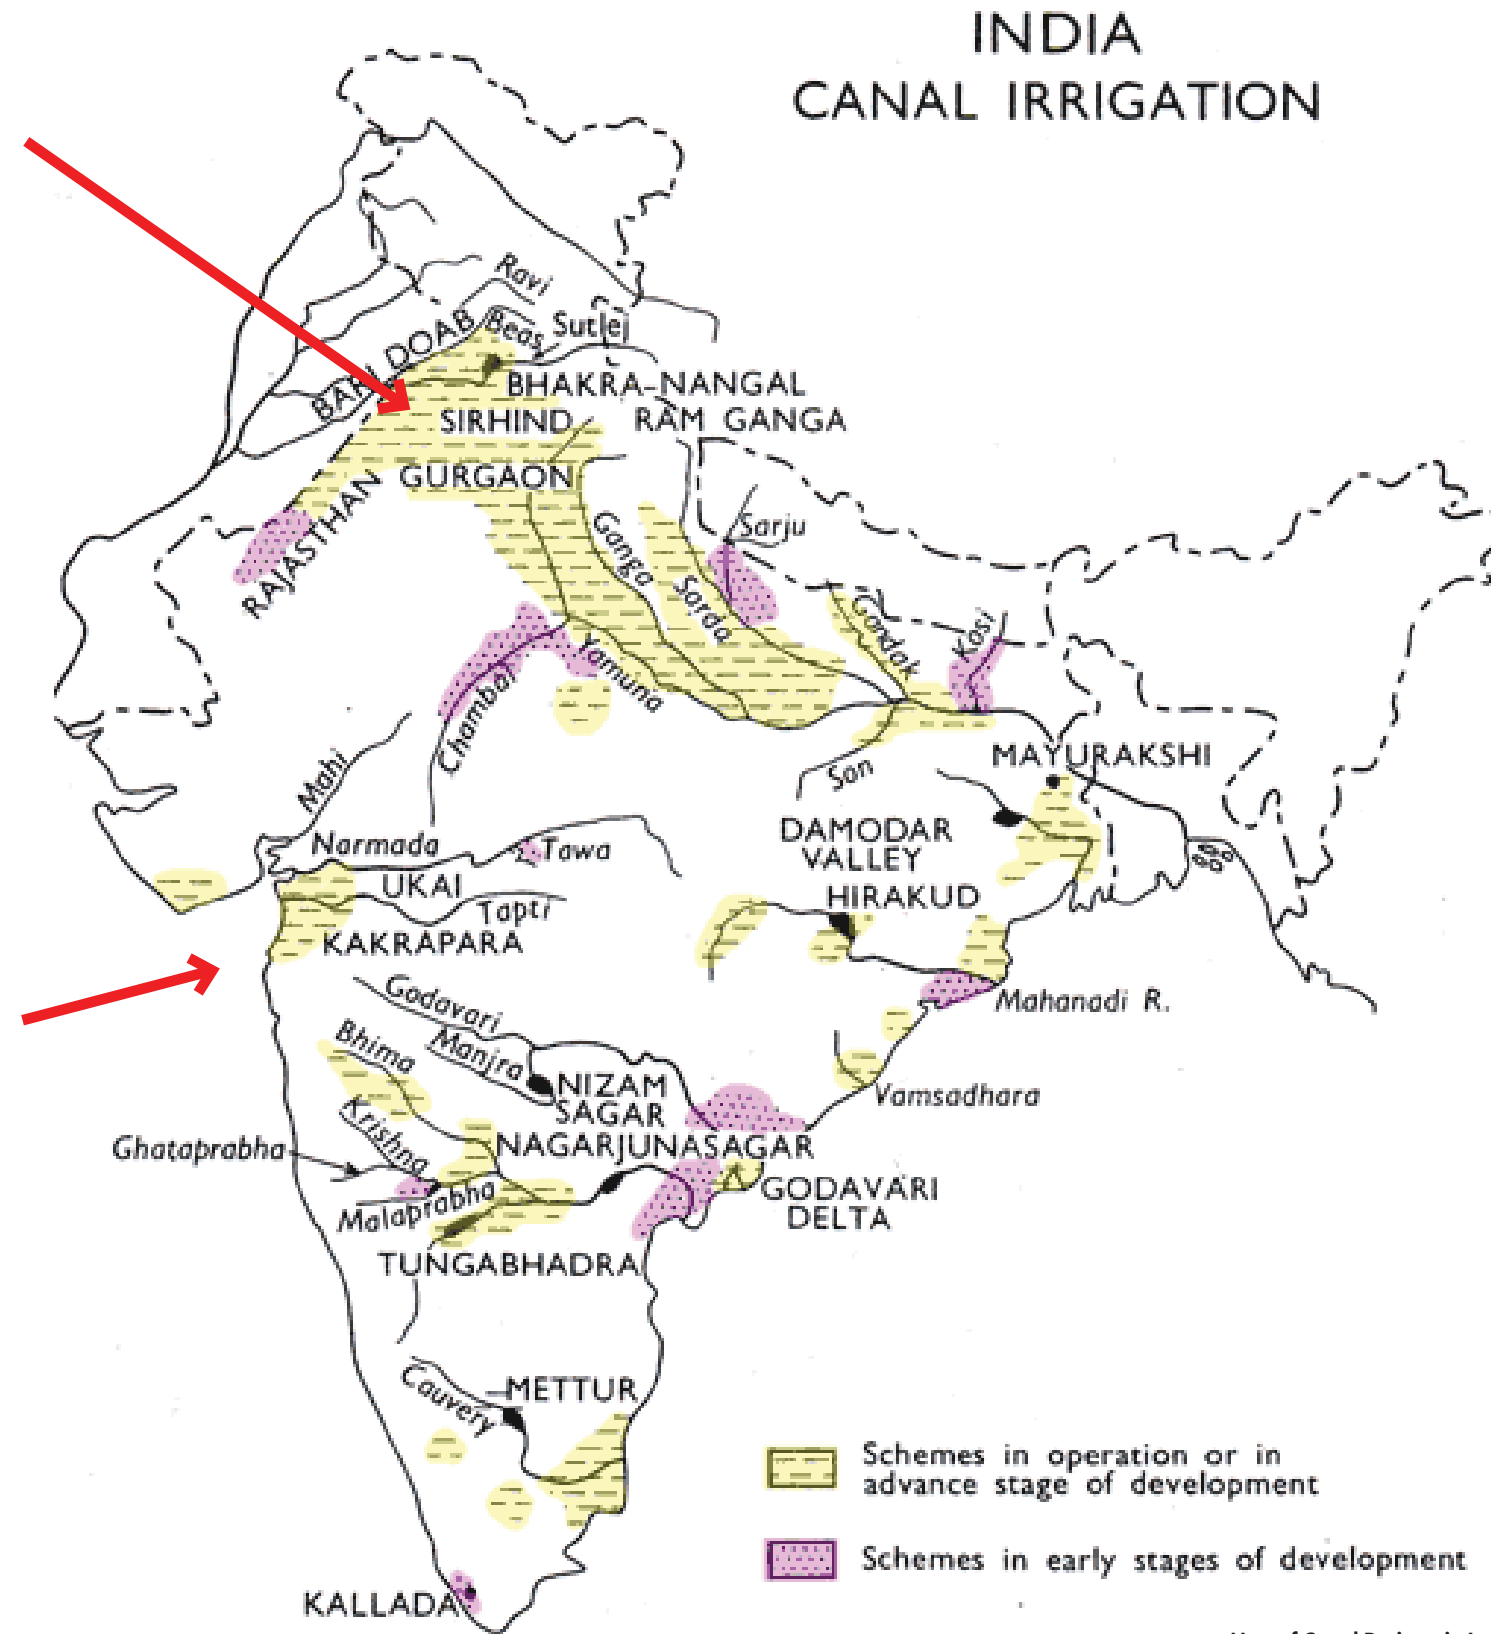 INDIA
CANAL IRRIGATION
Ravi
Beas
Sutlej
BARI DOAB
BHAKRA-NANGAL
SIRHIND
RAM GANGA
GURGAON
RAJASTHAN
Ganga
Sarju
Sarda
Gandak
Kosi
Yamuna
Chambal
Mahi
Son
MAYURAKSHI
DAMODAR
VALLEY
Narmada
Tawa
UKAI
Tapti
HIRAKUD
KAKRAPARA
Godavari
Mahanadi R.
Bhima
Manjra
NIZAM
SAGAR
Vamsadhara
Krishna
NAGARJUNASAGAR
Ghataprabha
Malaprabha
GODAVARI
DELTA
TUNGABHADRA
Cauvery
METTUR
Schemes in operation or in
advance stage of development
Schemes in early stages of development
KALLADA